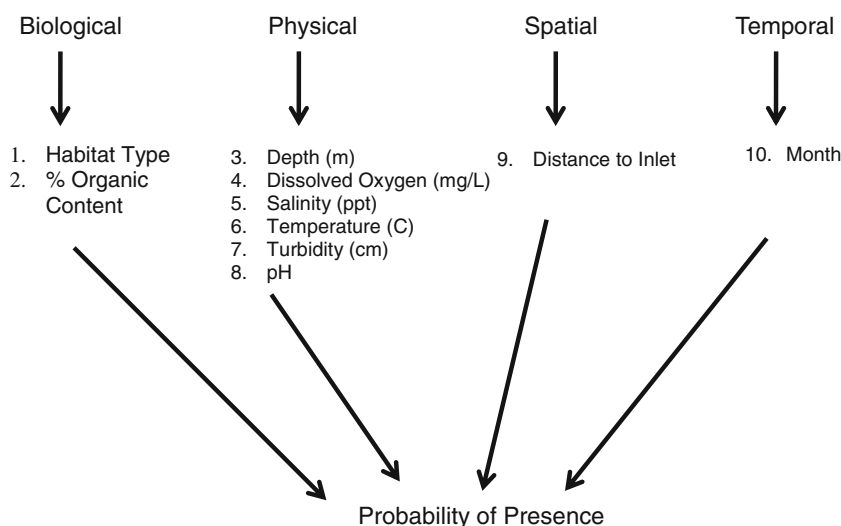 Biological
Physical
Spatial
Temporal
1. Habitat Type
2. % Organic
Content
3. Depth (m)
4. Dissolved Oxygen (mg/L)
5. Salinity (ppt)
6. Temperature (C)
7. Turbidity (cm)
8. pH
9. Distance to Inlet
10. Month
Probability of Presence